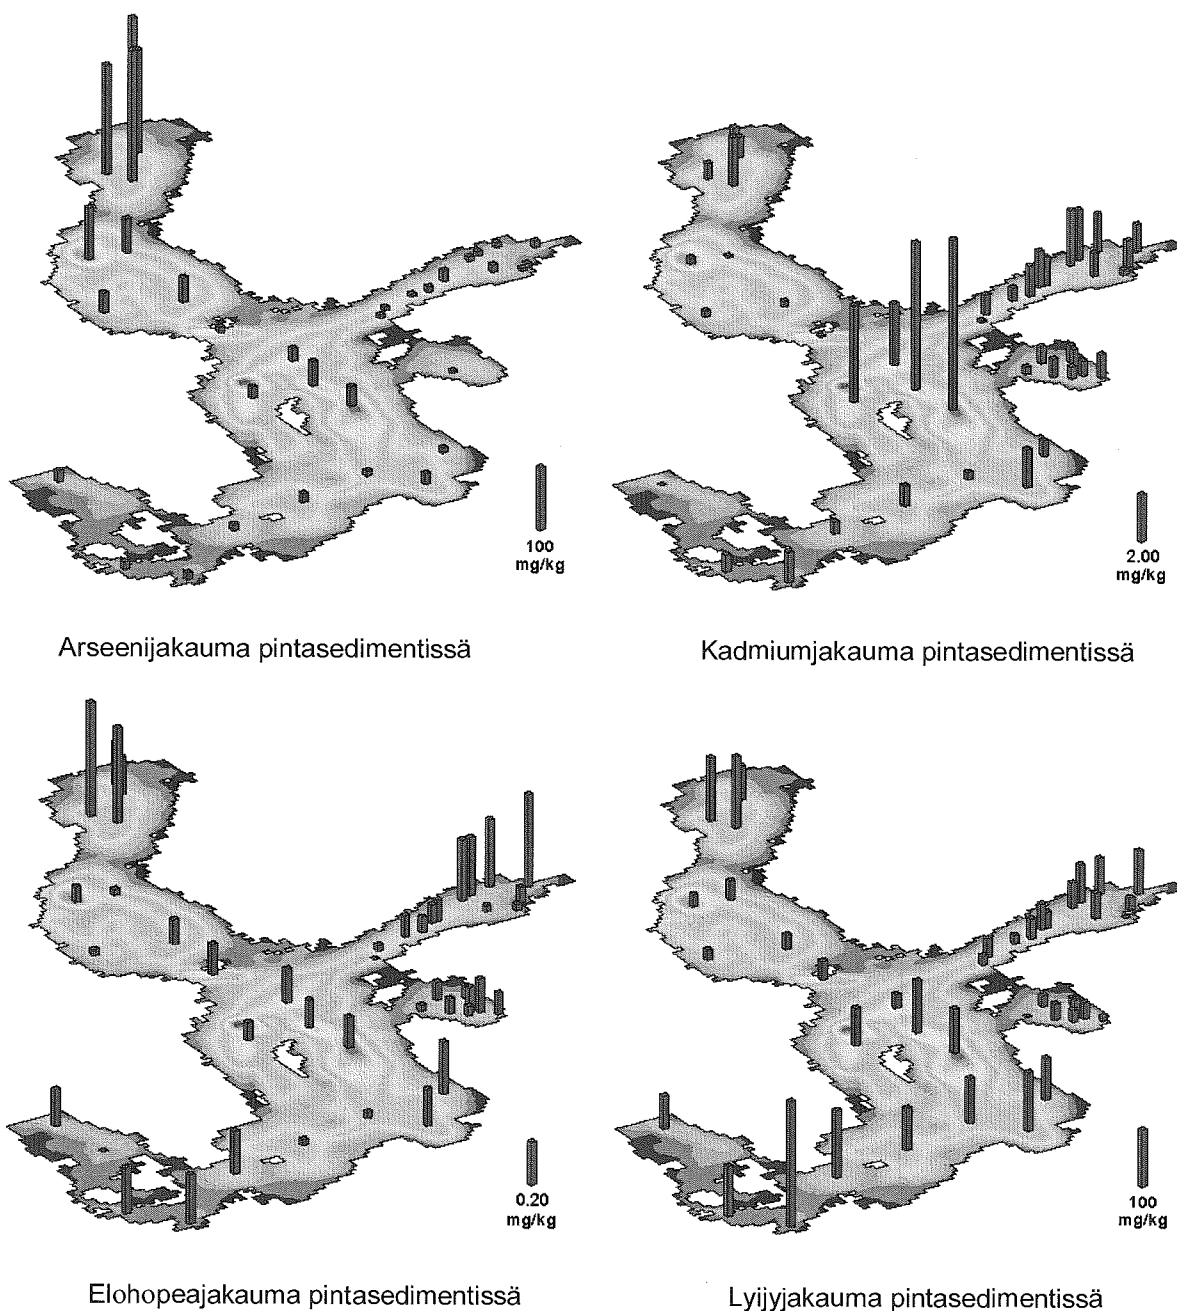 100
mg/kg
2.00
mg/kg
Arseenijakauma pintasedimentissä
Kadmiumjakauma pintasedimentissä
0.20
mg/kg
100
mg/kg
Elohopeajakauma pintasedimentissä
Lyijyjakauma pintasedimentissä